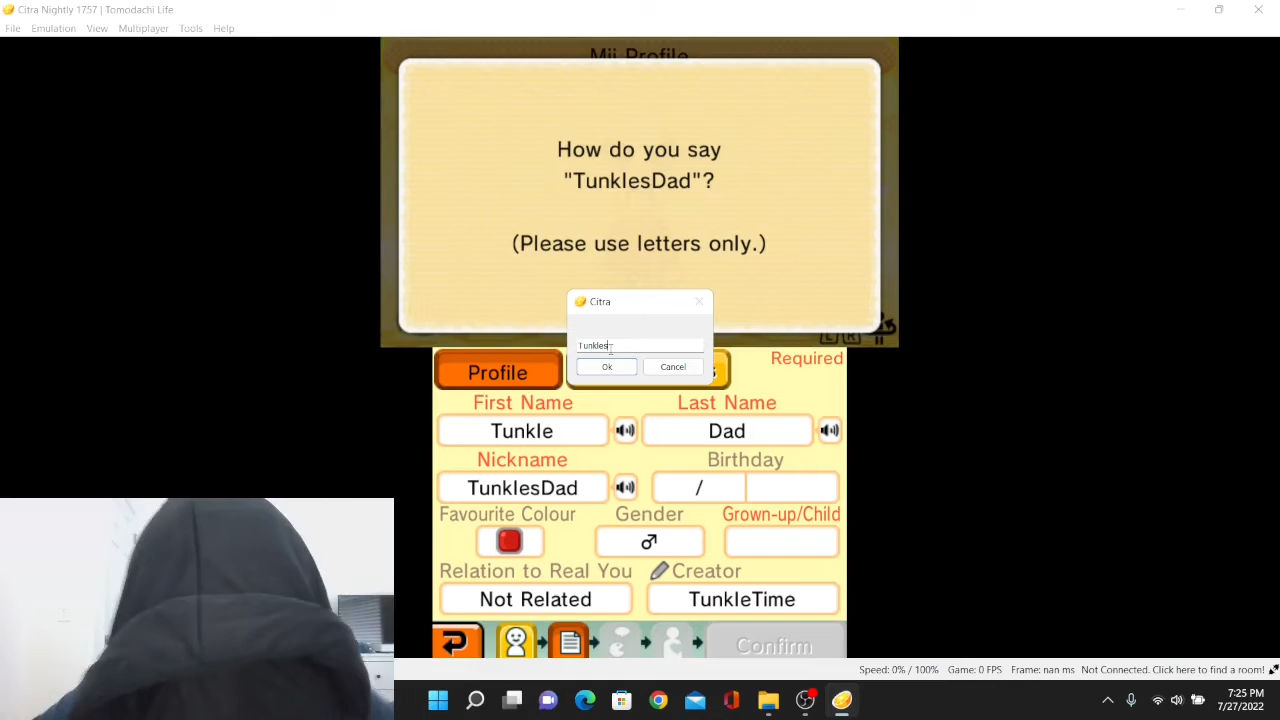 Citra Nightly 1757 | Tomodachi Life
File Emulation View Multiplayer Tools Help
Mii Profile
How do you say
"TunklesDad"?
(Please use letters only.)
Citra
Tunkles
Ok Cancel
Profile
Required
First Name Last Name
Tunkle Dad
Nickname Birthday
TunklesDad /
Favourite Colour Gender Grown-up/Child
♂
Relation to Real You Creator
Not Related TunkleTime
Confirm
Speed: 0% / 100% Game: 0 FPS Frame: nan ms Not Connected. Click here to find a room!
7:25 PM
7/27/2022